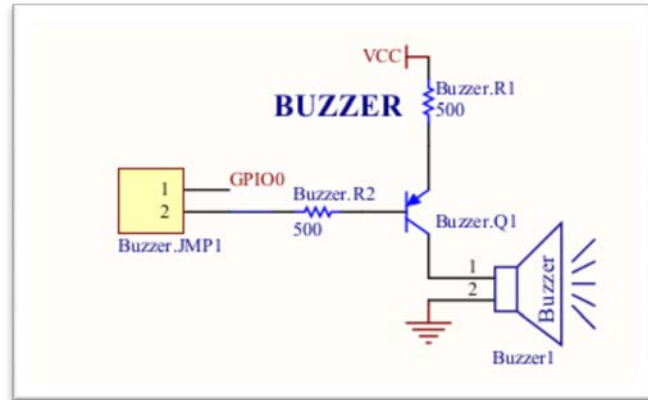 VCC
Buzzer.R1
500
BUZZER
GPIO0
1
2
Buzzer.JMP1
Buzzer.R2
500
Buzzer.Q1
1
2
Buzzer
Buzzer1